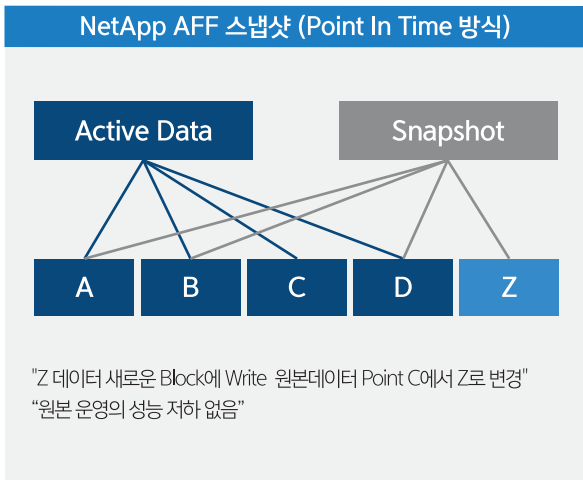 NetApp AFF 스냅샷 (Point In Time 방식)
Active Data
Snapshot
A
B
C
D
Z
"Z 데이터 새로운 Block에 Write 원본데이터 Point C에서 Z로 변경"
“원본 운영의 성능 저하 없음”